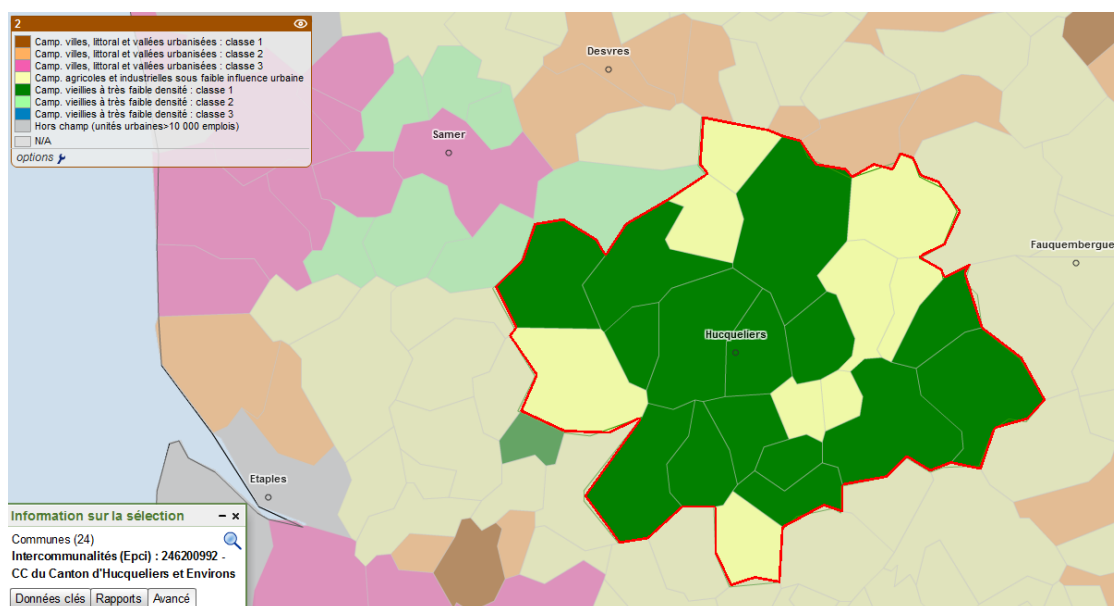 2
Camp. villes, littoral et vallées urbanisées : classe 1
Camp. villes, littoral et vallées urbanisées : classe 2
Camp. villes, littoral et vallées urbanisées : classe 3
Camp. agricoles et industrielles sous faible influence urbaine
Camp. vieillies à très faible densité : classe 1
Camp. vieillies à très faible densité : classe 2
Camp. vieillies à très faible densité : classe 3
Hors champ (unités urbaines>10 000 emplois)
N/A
options
Desvres
Samer
Fauquembergue
Hucqueliers
Etaples
Information sur la sélection
Communes (24)
Intercommunalités (Epci) : 246200992 -
CC du Canton d'Hucqueliers et Environs
Données clés Rapports Avancé